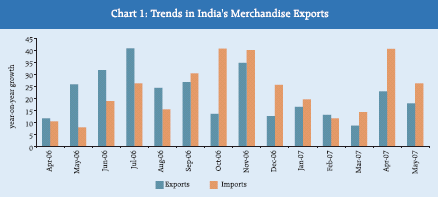 Chart 1: Trends in India's Merchandise Exports
year-on-year growth
45
40
35
30
25
20
15
10
5
0
Apr-06
May-06
Jun-06
Jul-06
Aug-06
Sep-06
Oct-06
Nov-06
Dec-06
Jan-07
Feb-07
Mar-07
Apr-07
May-07
Exports Imports